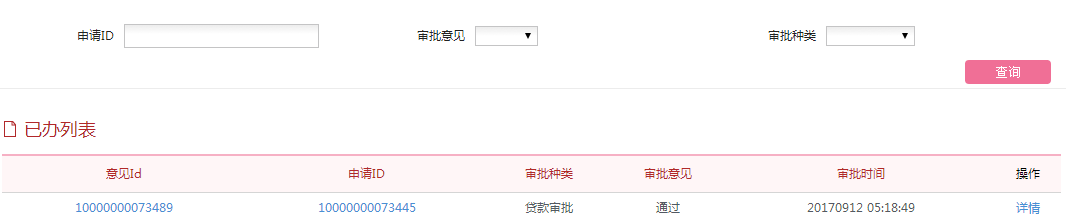 申请ID 审批意见 审批种类
查询
已办列表
意见Id 申请ID 审批种类 审批意见 审批时间 操作
10000000073489 10000000073445 贷款审批 通过 20170912 05:18:49 详情